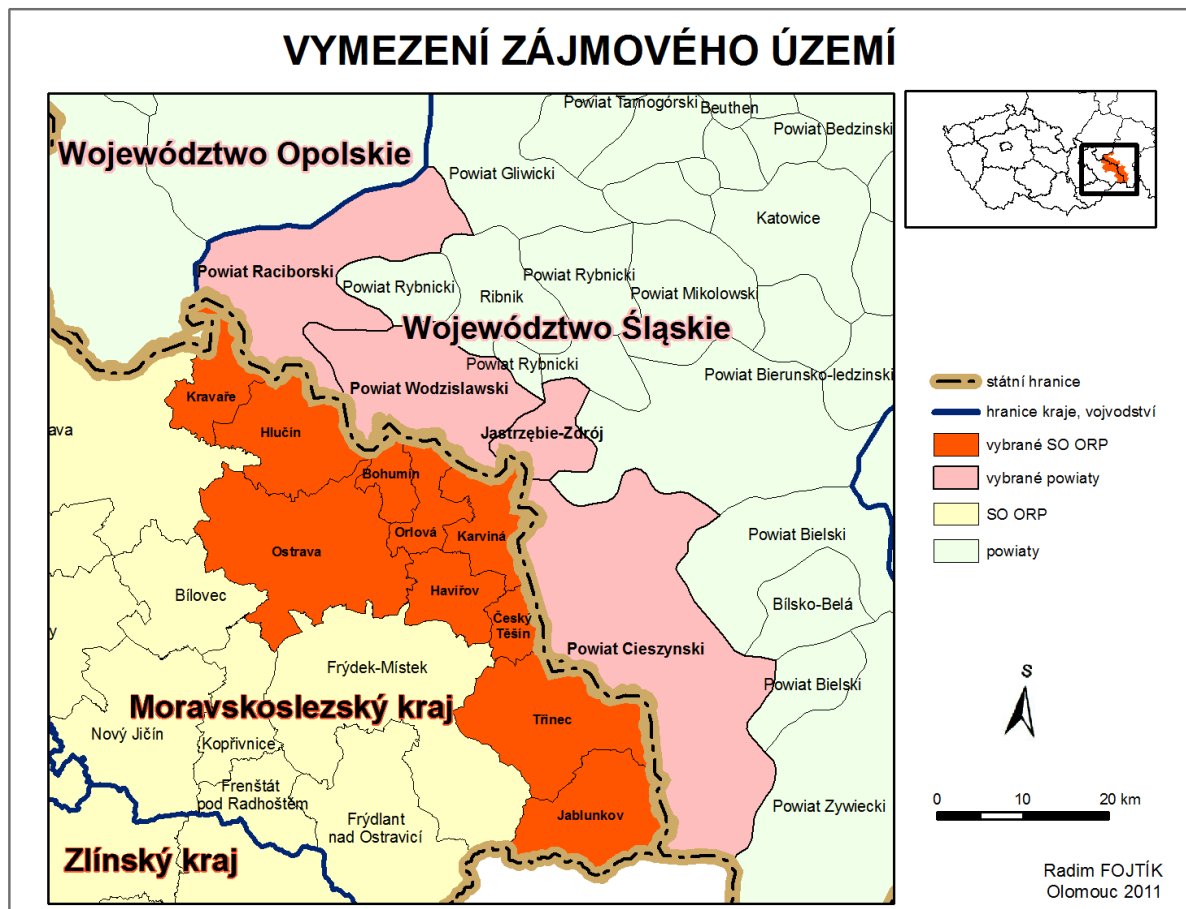 VYMEZENÍ ZÁJMOVÉHO ÚZEMÍ
Powiat Tarnogórski
Beuthen
Powiat Bedzinski
Województwo Opolskie
Powiat Gliwicki
Katowice
Powiat Raciborski
Powiat Rybnicki
Powiat Rybnicki
Ribnik
Powiat Mikolowski
Województwo Śląskie
Powiat Rybnicki
Powiat Wodzislawski
Powiat Bierunsko-ledzinski
Kravaře
Hlučín
Jastrzębie-Zdrój
ava
Bohumín
Ostrava
Orlová
Karviná
Powiat Bielski
Bílovec
Havířov
Bílsko-Belá
Český
Těšín
y
Frýdek-Místek
Powiat Cieszynski
Powiat Bielski
Moravskoslezský kraj
Třinec
Nový Jičín
Kopřivnice
Frenštát
pod Radhoštěm
Frýdlant
nad Ostravicí
Jablunkov
Powiat Zywiecki
Zlínský kraj
státní hranice
hranice kraje, vojvodství
vybrané SO ORP
vybrané powiaty
SO ORP
powiaty
S
0 10 20 km
Radim FOJTÍK
Olomouc 2011